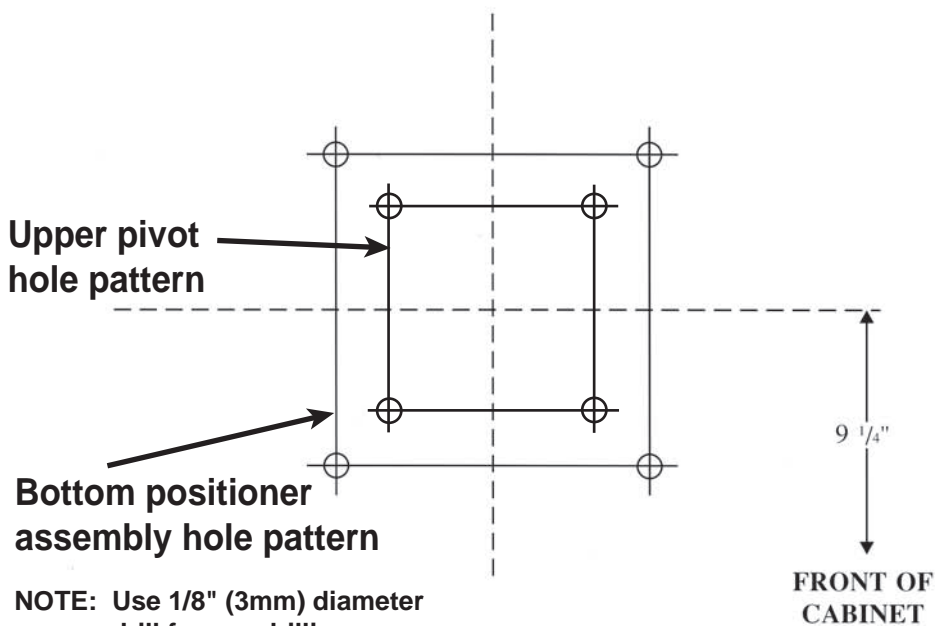 Upper pivot
hole pattern
9 1/4"
Bottom positioner
assembly hole pattern
FRONT OF
CABINET
NOTE: Use 1/8" (3mm) diameter